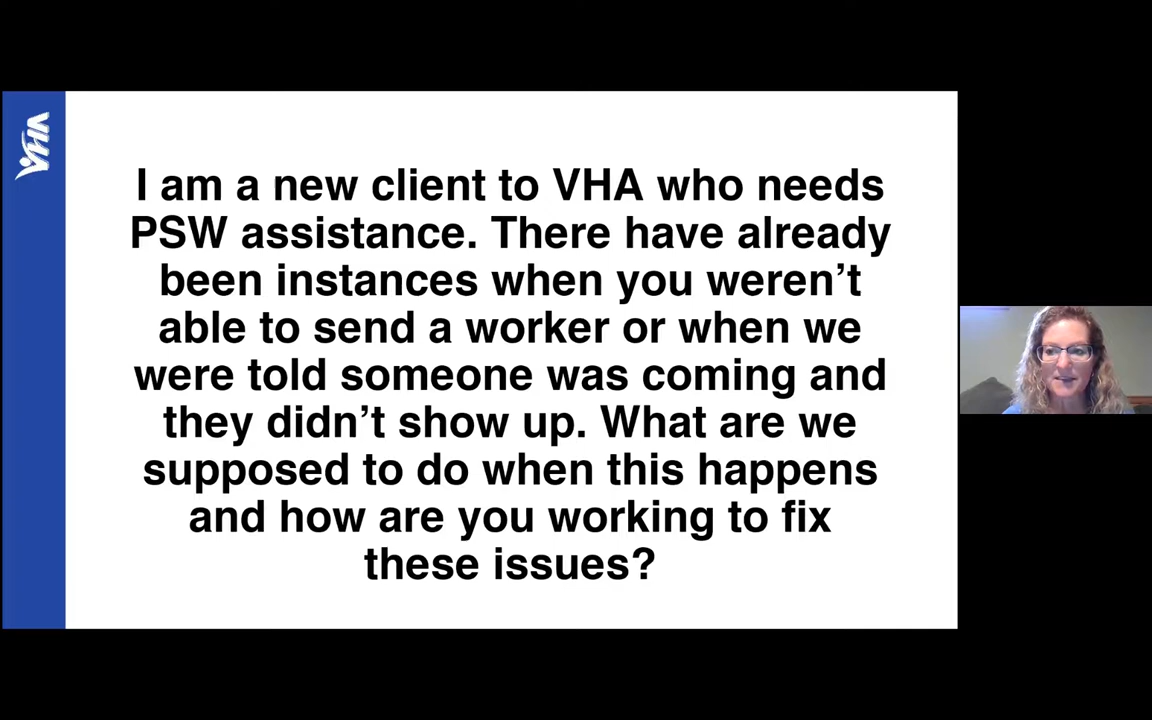 VHA
I am a new client to VHA who needs
PSW assistance. There have already
been instances when you weren’t
able to send a worker or when we
were told someone was coming and
they didn’t show up. What are we
supposed to do when this happens
and how are you working to fix
these issues?